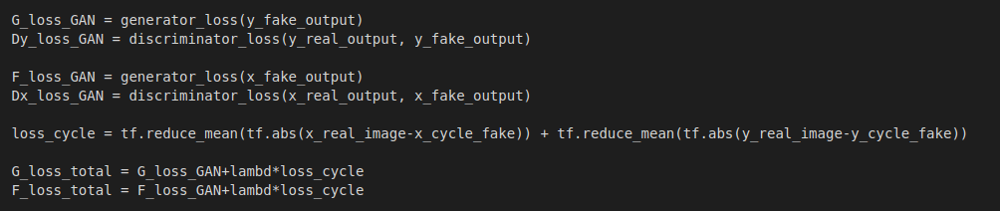 G_loss_GAN = generator_loss(y_fake_output)
Dy_loss_GAN = discriminator_loss(y_real_output, y_fake_output)
F_loss_GAN = generator_loss(x_fake_output)
Dx_loss_GAN = discriminator_loss(x_real_output, x_fake_output)
loss_cycle = tf.reduce_mean(tf.abs(x_real_image-x_cycle_fake)) + tf.reduce_mean(tf.abs(y_real_image-y_cycle_fake))
G_loss_total = G_loss_GAN+lambd*loss_cycle
F_loss_total = F_loss_GAN+lambd*loss_cycle